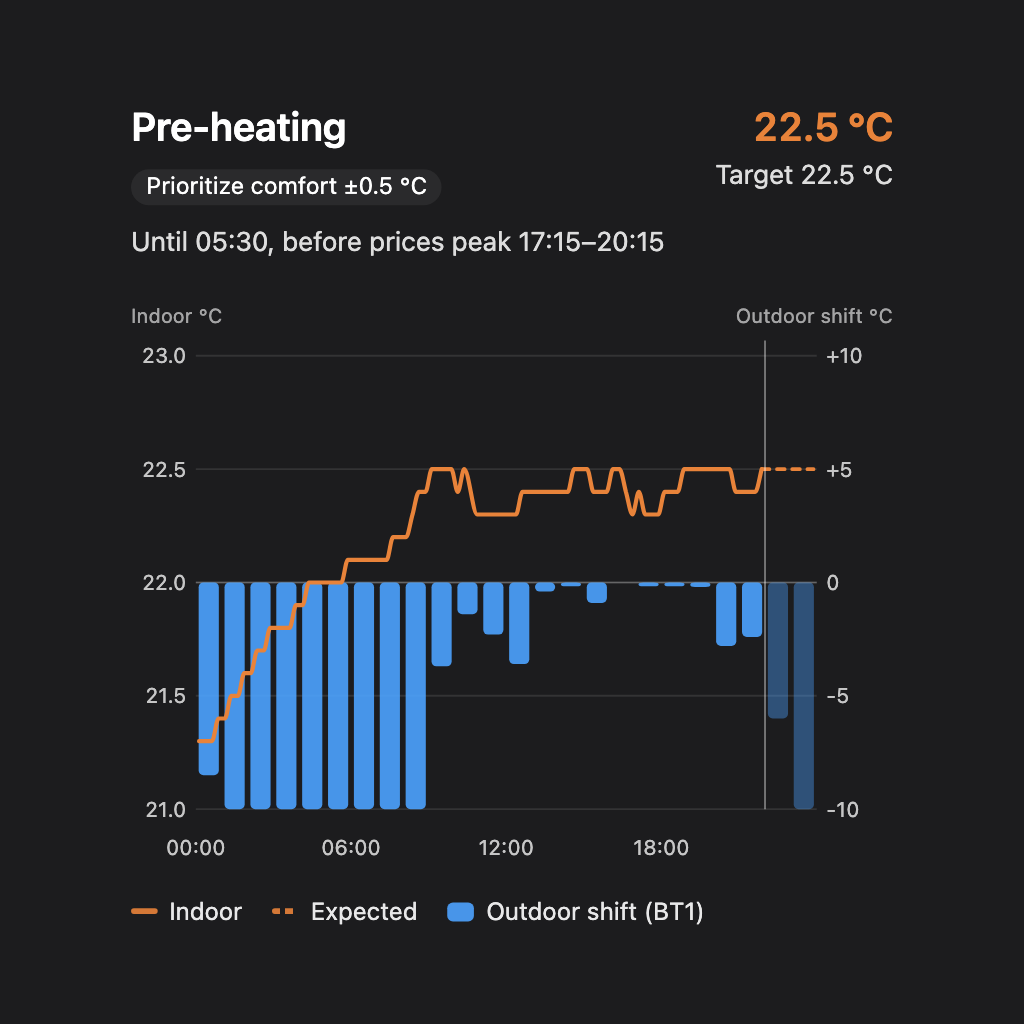 Pre-heating
22.5 °C
Prioritize comfort ±0.5 °C
Target 22.5 °C
Until 05:30, before prices peak 17:15–20:15
Indoor °C
Outdoor shift °C
23.0
+10
22.5
+5
22.0
0
21.5
-5
21.0
-10
00:00 06:00 12:00 18:00
Indoor Expected Outdoor shift (BT1)